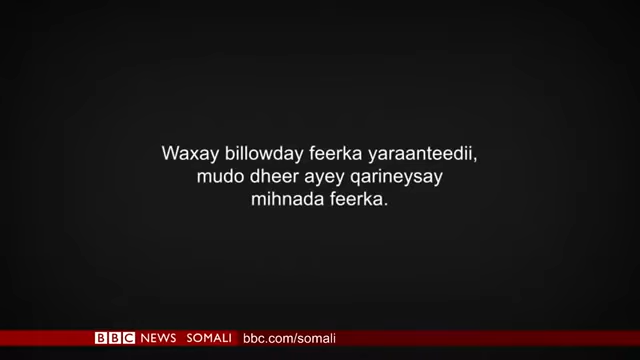 Waxay billowday feerka yaraanteedii,
mudo dheer ayey qarineysay
mihnada feerka.
BBC NEWS SOMALI bbc.com/somali